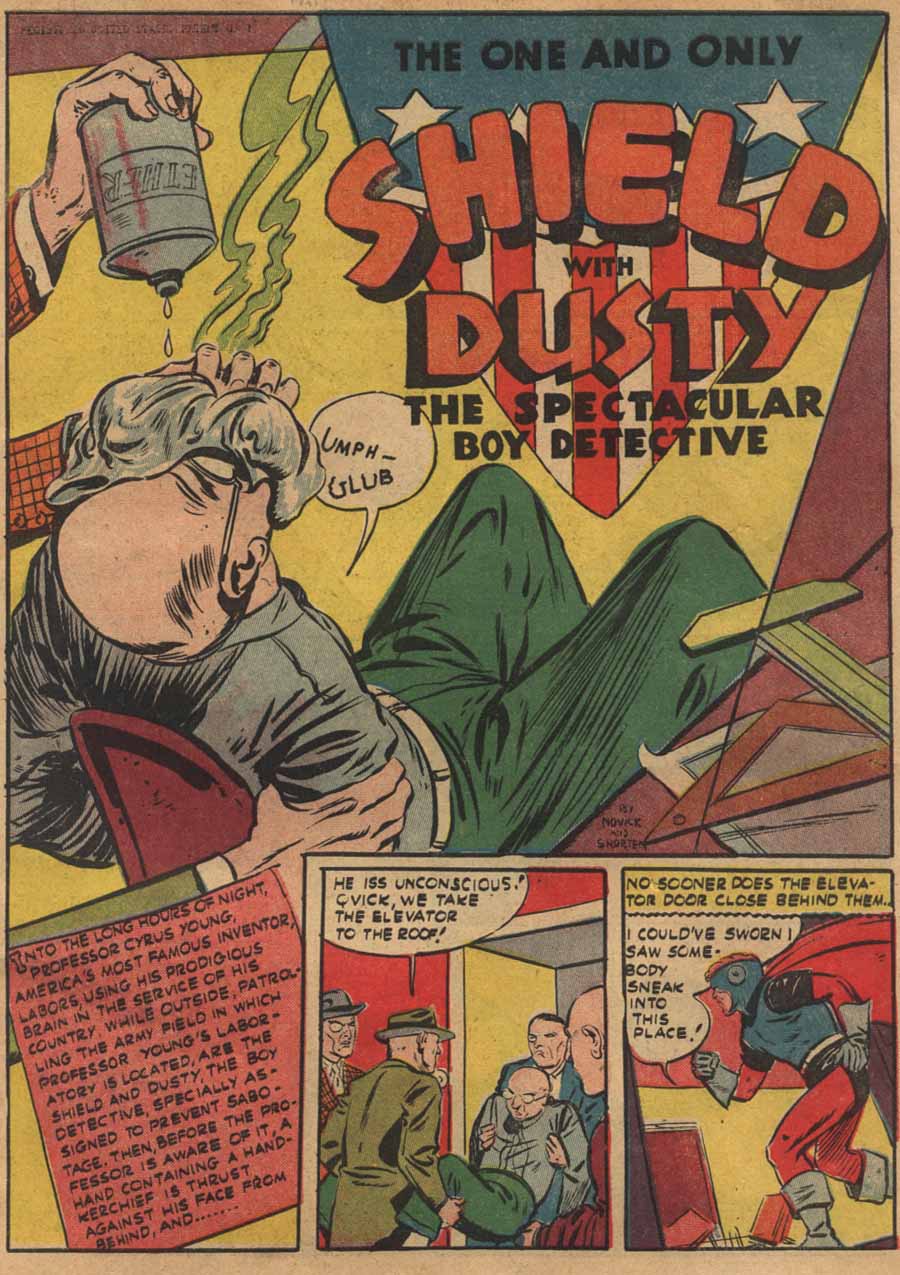 THE ONE AND ONLY
SHIELD
WITH
DUSTY
THE SPECTACULAR
BOY DETECTIVE
ETHER
UMPH-
GLUB
BY
NOVICK
AND
SHORTEN
INTO THE LONG HOURS OF NIGHT,
PROFESSOR CYRUS YOUNG,
AMERICA'S MOST FAMOUS INVENTOR,
LABORS, USING HIS PRODIGIOUS
BRAIN IN THE SERVICE OF HIS
COUNTRY, WHILE OUTSIDE, PATROL-
LING THE ARMY FIELD IN WHICH
PROFESSOR YOUNG'S LABOR-
ATORY IS LOCATED, ARE THE
SHIELD AND DUSTY, THE BOY
DETECTIVE, SPECIALLY AS-
SIGNED TO PREVENT SABO-
TAGE. THEN, BEFORE THE PRO-
FESSOR IS AWARE OF IT, A
HAND CONTAINING A HAND-
KERCHIEF IS THRUST
AGAINST HIS FACE FROM
BEHIND, AND.......
HE ISS UNCONSCIOUS!
QVICK, WE TAKE
THE ELEVATOR
TO THE ROOF!
NO SOONER DOES THE ELEVA-
TOR DOOR CLOSE BEHIND THEM..
I COULD'VE SWORN I
SAW SOME-
BODY
SNEAK
INTO
THIS
PLACE!